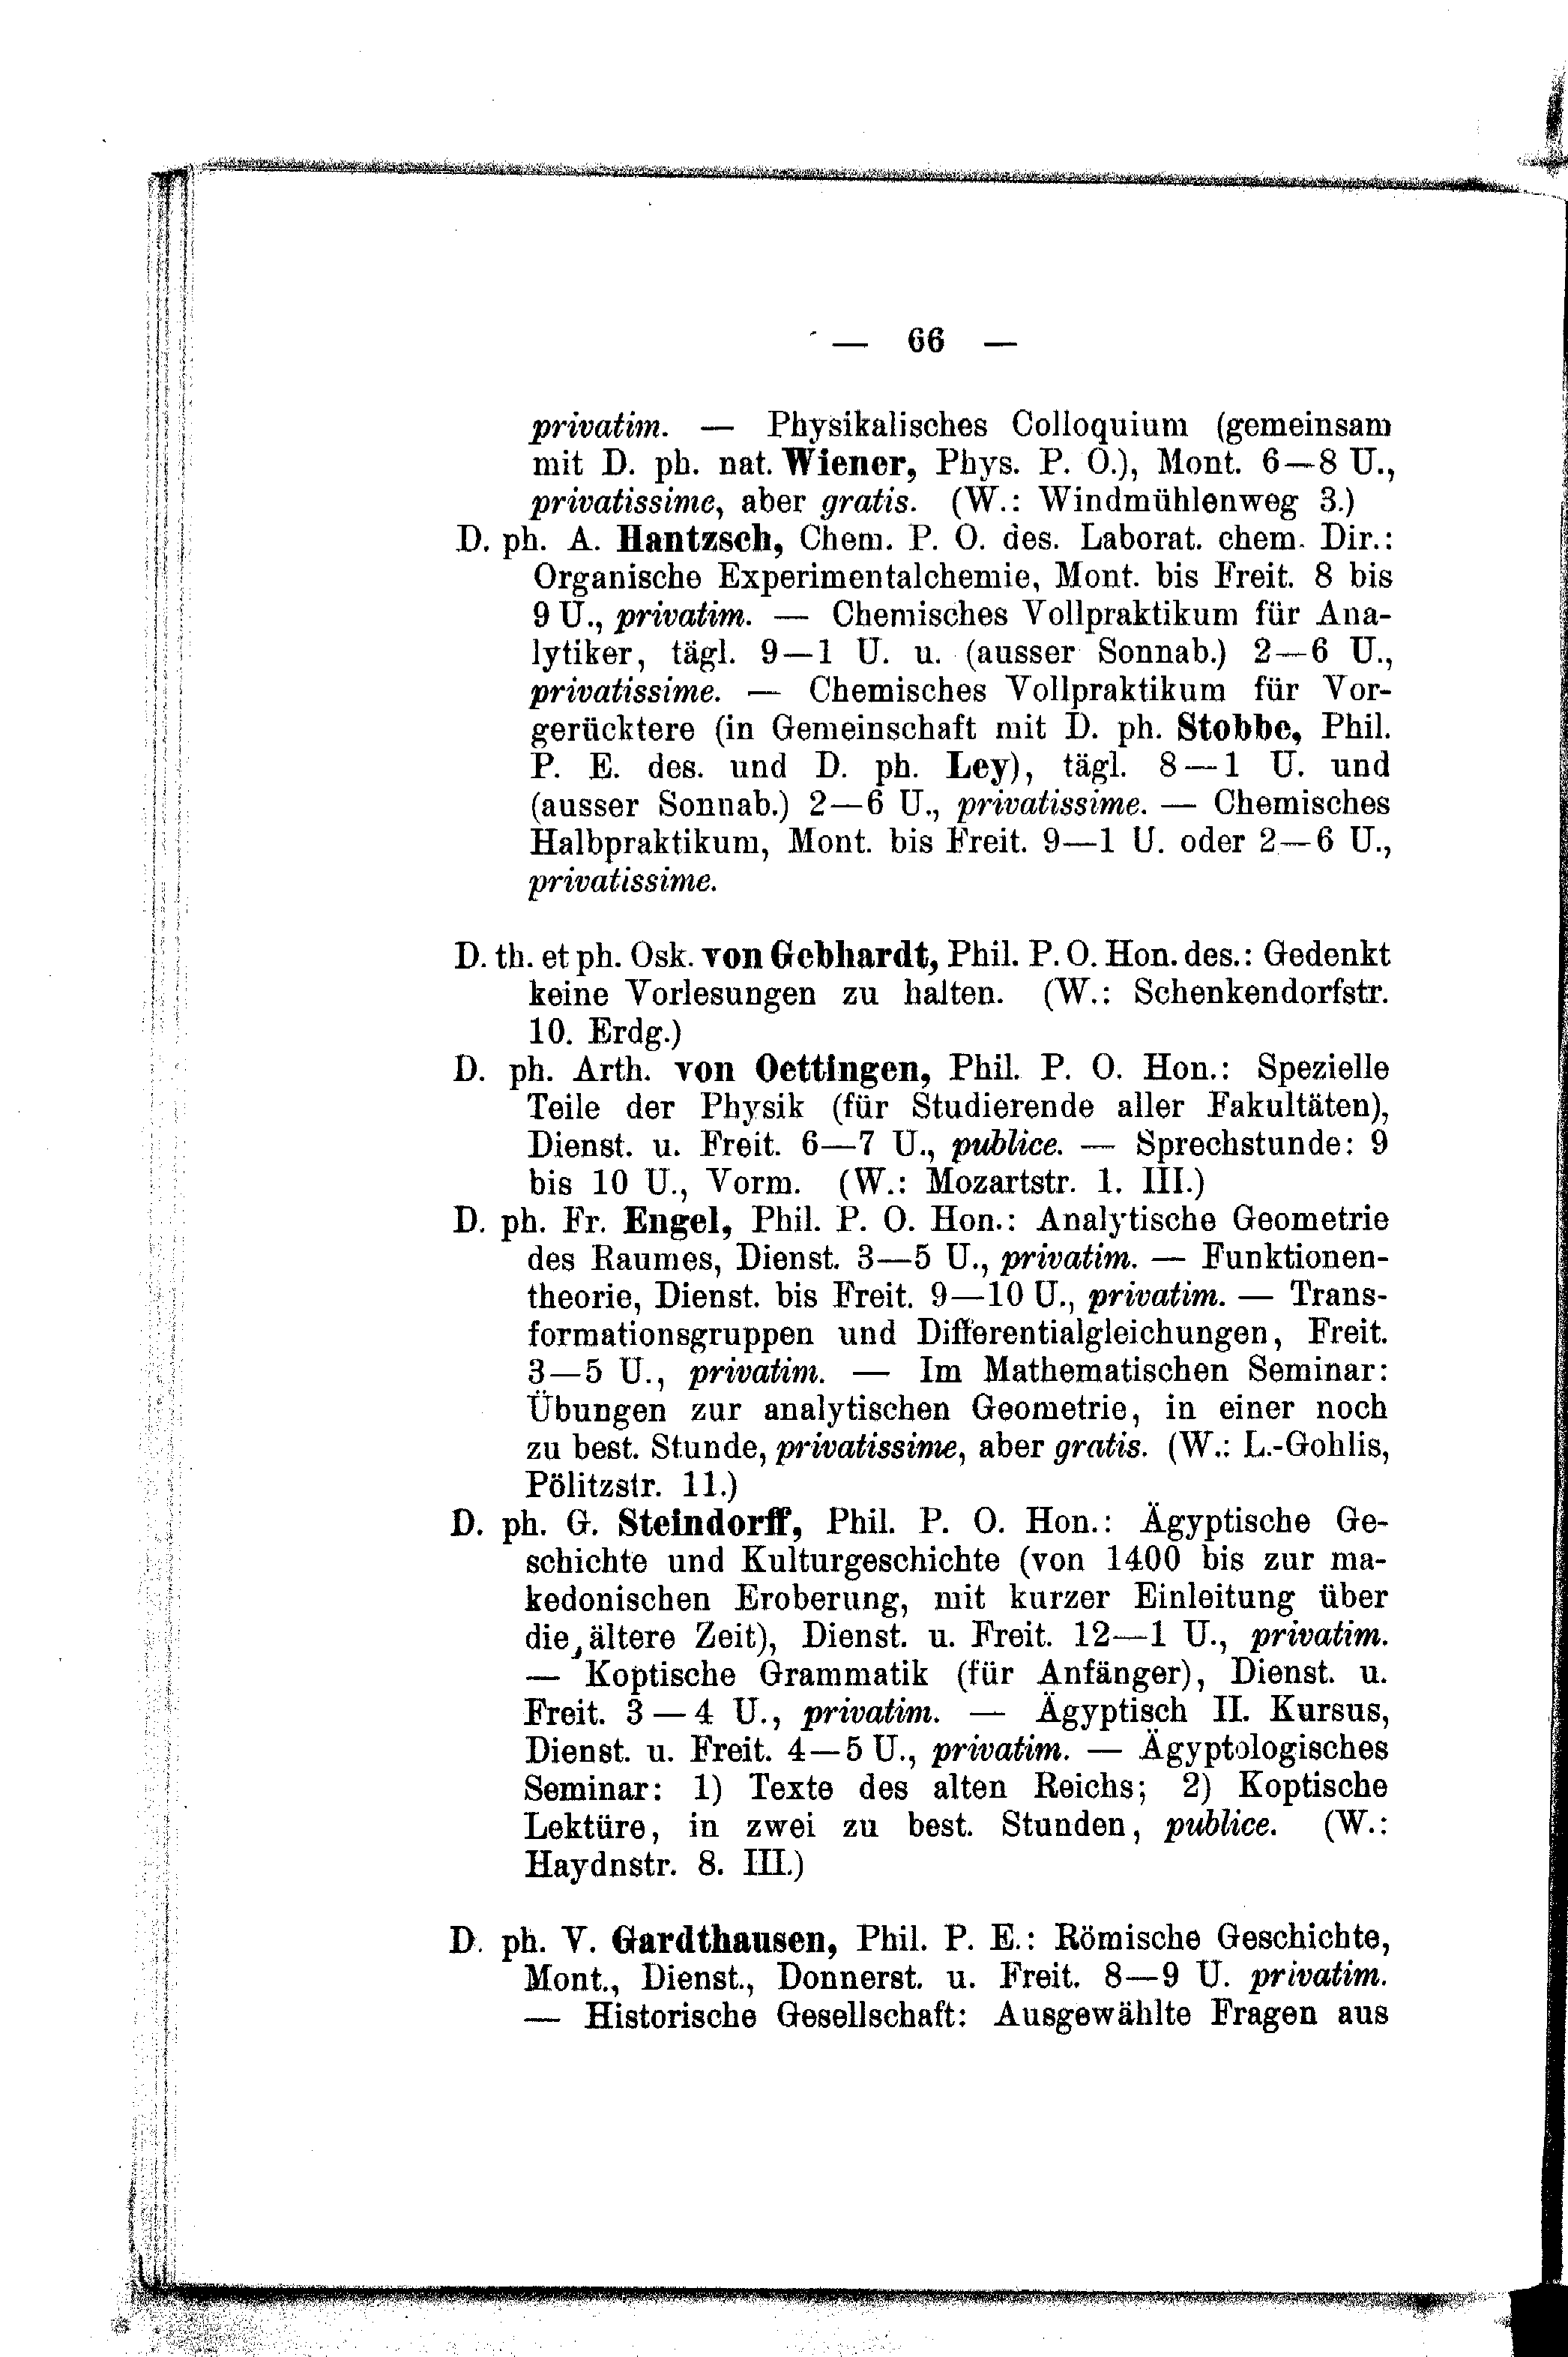 — 66 —
privatim. — Physikalisches Colloquium (gemeinsam
mit D. ph. nat. Wiener, Phys. P. O.), Mont. 6—8 U.,
privatissime, aber gratis. (W.: Windmühlenweg 3.)
D. ph. A. Hantzsch, Chem. P. O. des. Laborat. chem. Dir.:
Organische Experimentalchemie, Mont. bis Freit. 8 bis
9 U., privatim. — Chemisches Vollpraktikum für Ana-
lytiker, tägl. 9—1 U. u. (ausser Sonnab.) 2—6 U.,
privatissime. — Chemisches Vollpraktikum für Vor-
gerücktere (in Gemeinschaft mit D. ph. Stobbe, Phil.
P. E. des. und D. ph. Ley), tägl. 8—1 U. und
(ausser Sonnab.) 2—6 U., privatissime. — Chemisches
Halbpraktikum, Mont. bis Freit. 9—1 U. oder 2—6 U.,
privatissime.
D. th. et ph. Osk. von Gebhardt, Phil. P. O. Hon. des.: Gedenkt
keine Vorlesungen zu halten. (W.: Schenkendorfstr.
10. Erdg.)
D. ph. Arth. von Oettingen, Phil. P. O. Hon.: Spezielle
Teile der Physik (für Studierende aller Fakultäten),
Dienst. u. Freit. 6—7 U., publice. — Sprechstunde: 9
bis 10 U., Vorm. (W.: Mozartstr. 1. III.)
D. ph. Fr. Engel, Phil. P. O. Hon.: Analytische Geometrie
des Raumes, Dienst. 3—5 U., privatim. — Funktionen-
theorie, Dienst. bis Freit. 9—10 U., privatim. — Trans-
formationsgruppen und Differentialgleichungen, Freit.
3—5 U., privatim. — Im Mathematischen Seminar:
Übungen zur analytischen Geometrie, in einer noch
zu best. Stunde, privatissime, aber gratis. (W.: L.-Gohlis,
Pölitzstr. 11.)
D. ph. G. Steindorff, Phil. P. O. Hon.: Ägyptische Ge-
schichte und Kulturgeschichte (von 1400 bis zur ma-
kedonischen Eroberung, mit kurzer Einleitung über
die ältere Zeit), Dienst. u. Freit. 12—1 U., privatim.
— Koptische Grammatik (für Anfänger), Dienst. u.
Freit. 3—4 U., privatim. — Ägyptisch II. Kursus,
Dienst. u. Freit. 4—5 U., privatim. — Ägyptologisches
Seminar: 1) Texte des alten Reichs; 2) Koptische
Lektüre, in zwei zu best. Stunden, publice. (W.:
Haydnstr. 8. III.)
D. ph. V. Gardthausen, Phil. P. E.: Römische Geschichte,
Mont., Dienst., Donnerst. u. Freit. 8—9 U. privatim.
— Historische Gesellschaft: Ausgewählte Fragen aus